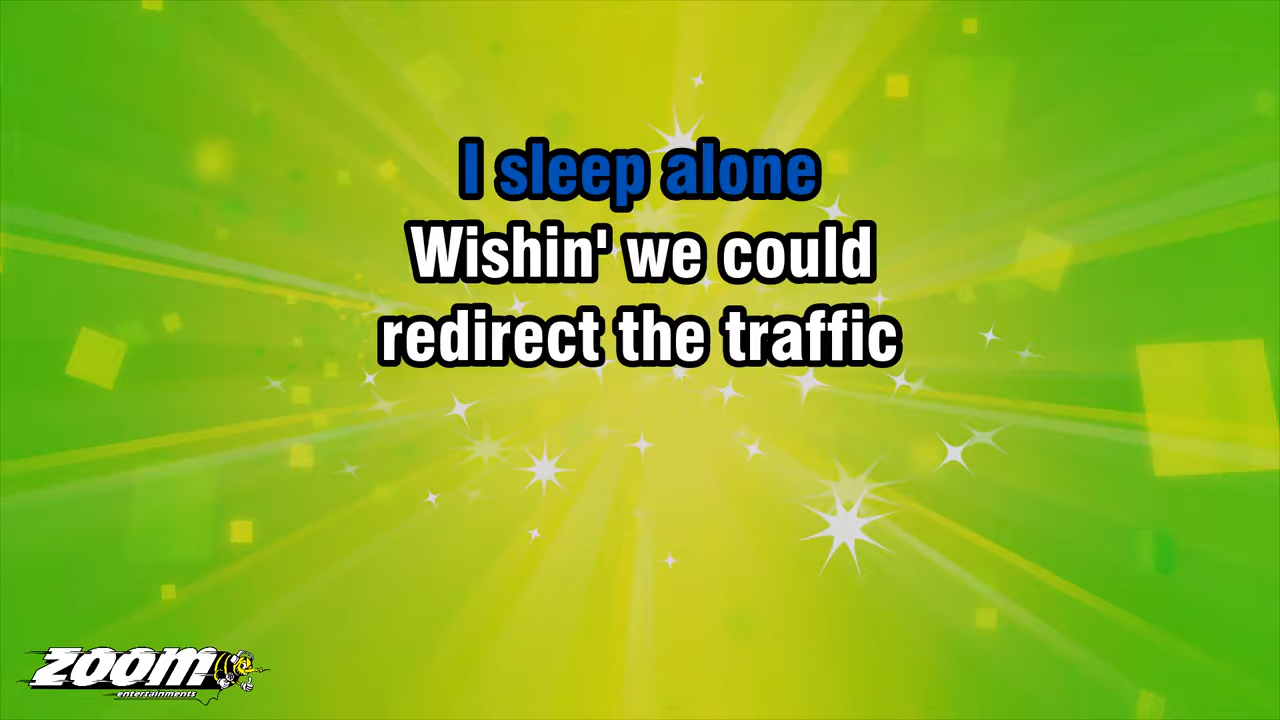 I sleep alone
Wishin' we could
redirect the traffic
ZOOM
entertainments